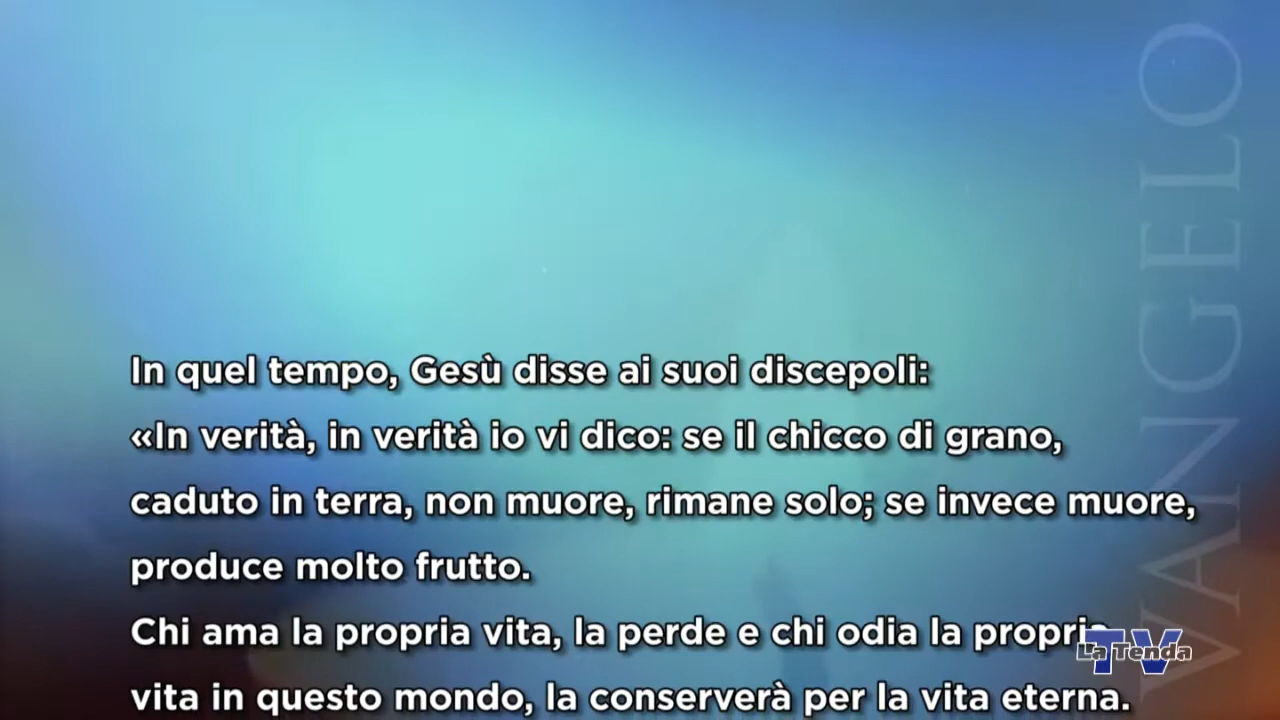 In quel tempo, Gesù disse ai suoi discepoli:
«In verità, in verità io vi dico: se il chicco di grano,
caduto in terra, non muore, rimane solo; se invece muore,
produce molto frutto.
Chi ama la propria vita, la perde e chi odia la propria
vita in questo mondo, la conserverà per la vita eterna.
VANGELO
TV
La Tenda